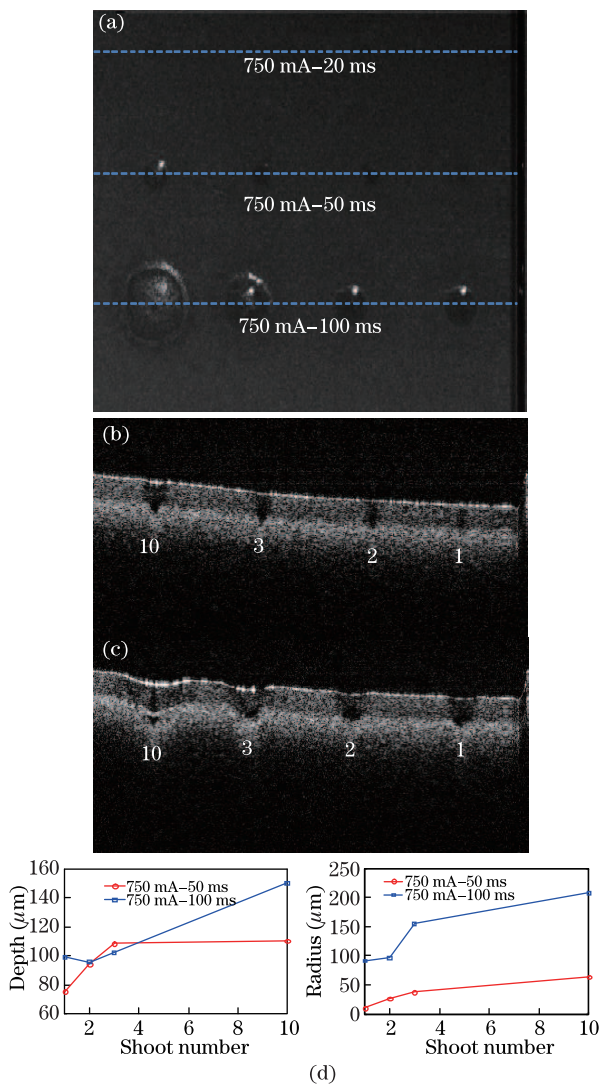 (a)
750 mA–20 ms
750 mA–50 ms
750 mA–100 ms
(b)
10 3 2 1
(c)
10 3 2 1
160
140
120
100
80
60
2 4 6 8 10
Depth (μm)
Shoot number
750 mA–50 ms
750 mA–100 ms
250
200
150
100
50
0
2 4 6 8 10
Radius (μm)
Shoot number
750 mA–50 ms
750 mA–100 ms
(d)